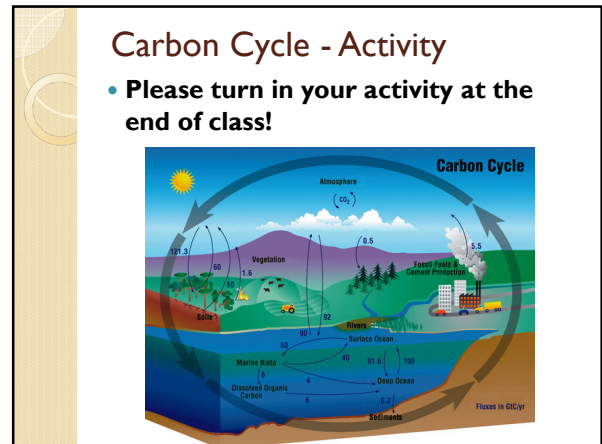 Carbon Cycle - Activity
• Please turn in your activity at the
end of class!
Carbon Cycle
Atmosphere
CO₂
121.3
60
60
1.6
Vegetation
0.5
5.5
Fossil Fuels &
Cement Production
Soils
90
92
Rivers
Surface Ocean
50
40
91.6
100
Marine Biota
6
4
Deep Ocean
Dissolved Organic
Carbon
6
0.2
Sediments
Fluxes in GtC/yr